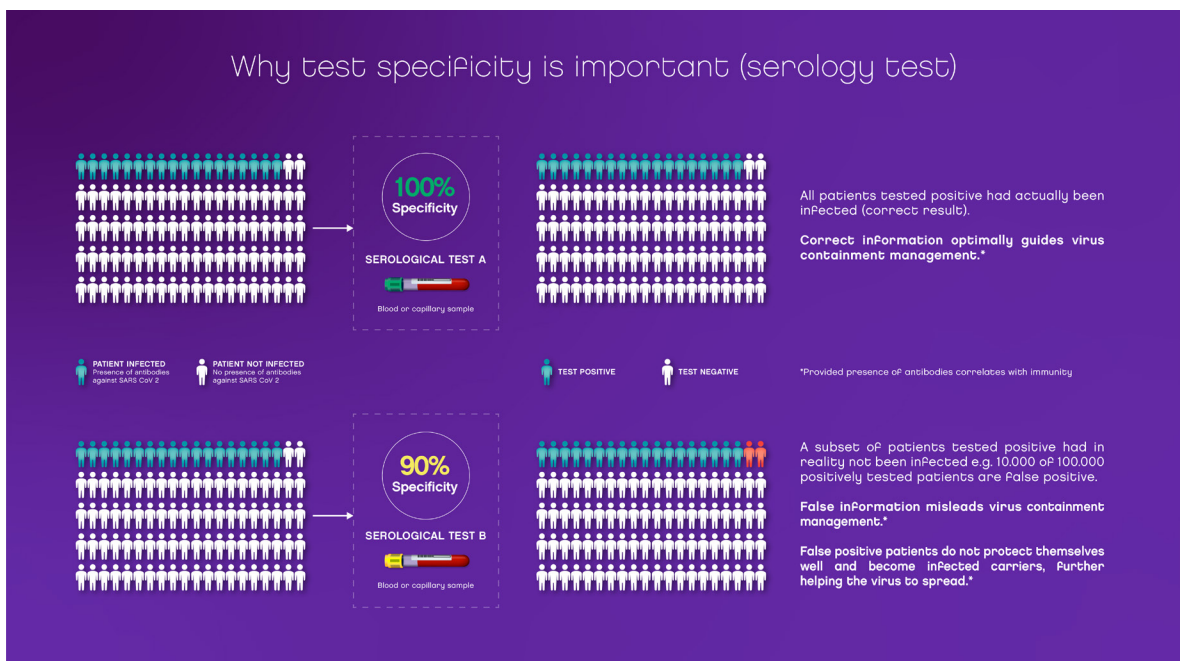 Why test specificity is important (serology test)
100%
Specificity
SEROLOGICAL TEST A
Blood or capillary sample
All patients tested positive had actually been
infected (correct result).
Correct information optimally guides virus
containment management.*
PATIENT INFECTED
Presence of antibodies
against SARS CoV 2
PATIENT NOT INFECTED
No presence of antibodies
against SARS CoV 2
TEST POSITIVE
TEST NEGATIVE
*Provided presence of antibodies correlates with immunity
90%
Specificity
SEROLOGICAL TEST B
Blood or capillary sample
A subset of patients tested positive had in
reality not been infected e.g. 10.000 of 100.000
positively tested patients are false positive.
False information misleads virus containment
management.*
False positive patients do not protect themselves
well and become infected carriers, further
helping the virus to spread.*